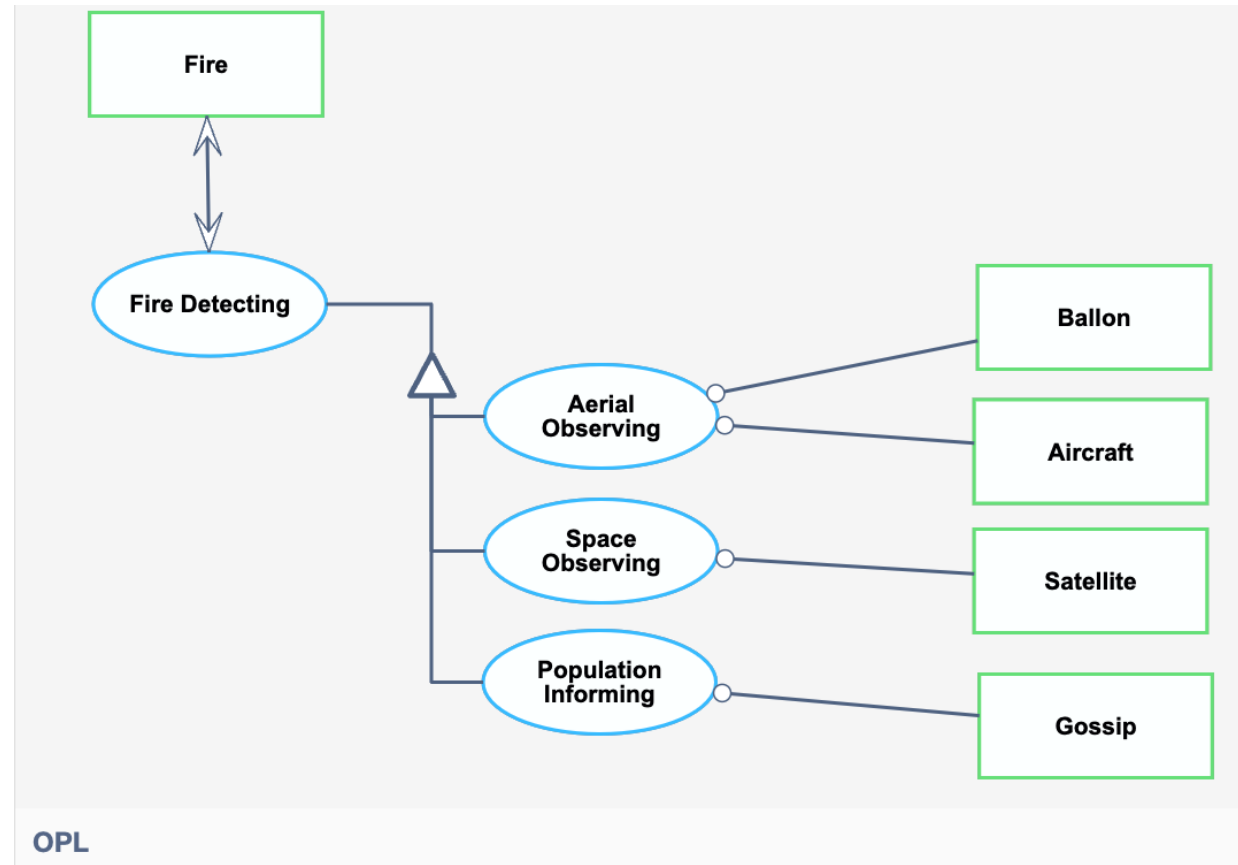 Fire
Fire Detecting
Ballon
Aerial
Observing
Aircraft
Space
Observing
Satellite
Population
Informing
Gossip
OPL